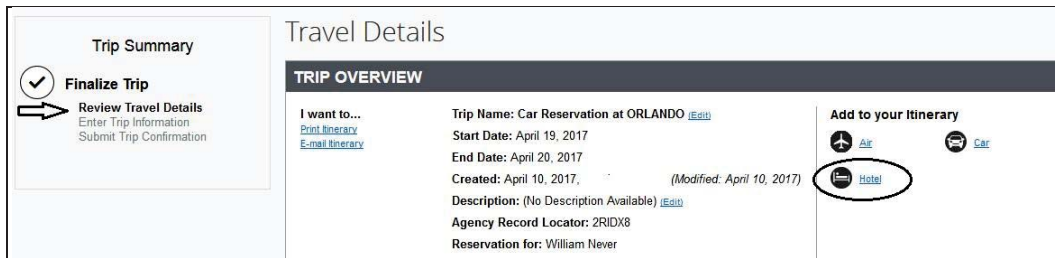 Trip Summary
Finalize Trip
Review Travel Details
Enter Trip Information
Submit Trip Confirmation
Travel Details
TRIP OVERVIEW
I want to...
Print Itinerary
E-mail Itinerary
Trip Name: Car Reservation at ORLANDO (Edit)
Start Date: April 19, 2017
End Date: April 20, 2017
Created: April 10, 2017, (Modified: April 10, 2017)
Description: (No Description Available) (Edit)
Agency Record Locator: 2RIDX8
Reservation for: William Never
Add to your Itinerary
Air Car
Hotel